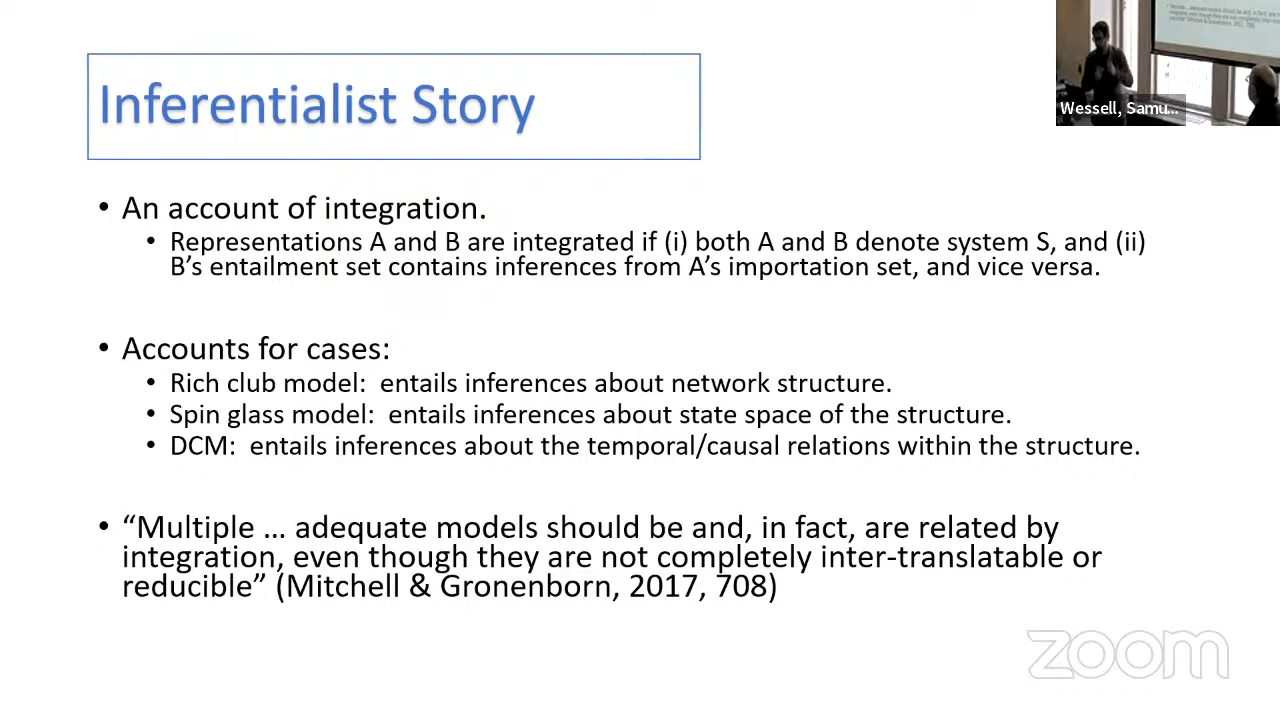 Inferentialist Story
Wessell, Samu...
• An account of integration.
• Representations A and B are integrated if (i) both A and B denote system S, and (ii)
B’s entailment set contains inferences from A’s importation set, and vice versa.
• Accounts for cases:
• Rich club model: entails inferences about network structure.
• Spin glass model: entails inferences about state space of the structure.
• DCM: entails inferences about the temporal/causal relations within the structure.
• “Multiple … adequate models should be and, in fact, are related by
integration, even though they are not completely inter-translatable or
reducible” (Mitchell & Gronenborn, 2017, 708)
zoom